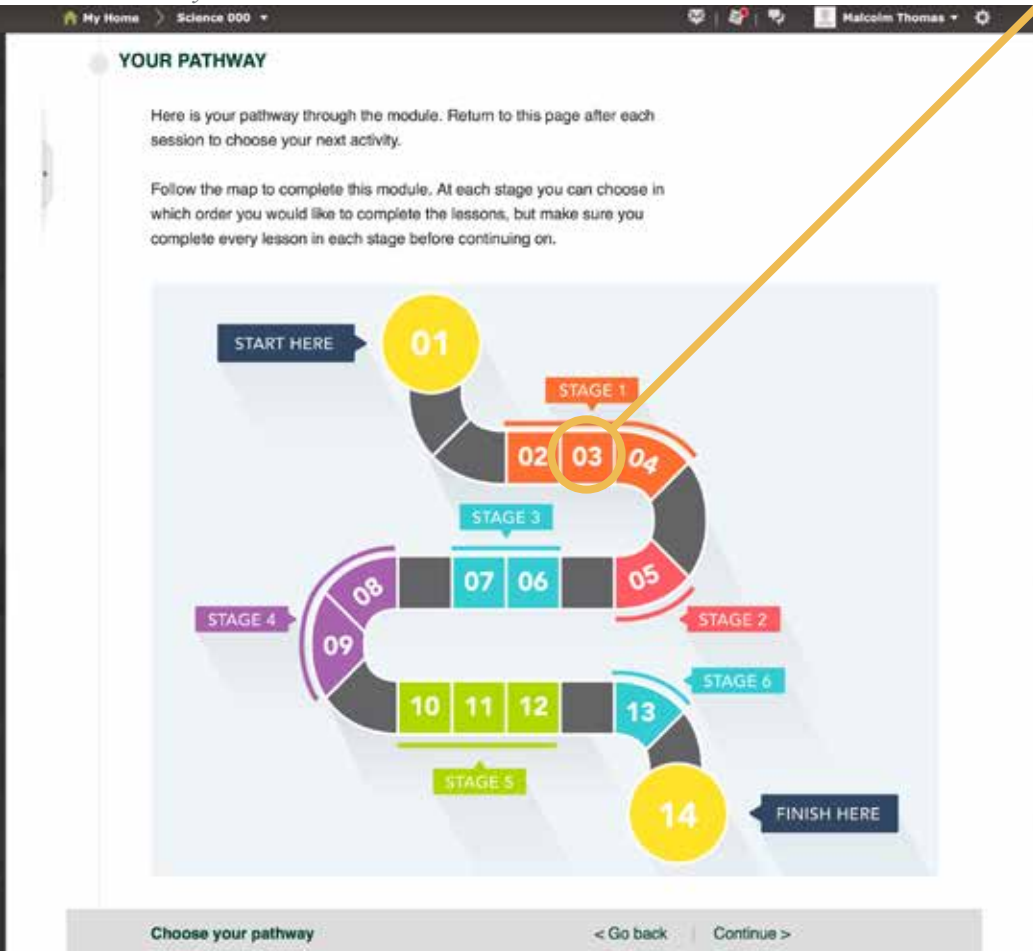 My Home
Science 000
Malcolm Thomas
YOUR PATHWAY
Here is your pathway through the module. Return to this page after each
session to choose your next activity.
Follow the map to complete this module. At each stage you can choose in
which order you would like to complete the lessons, but make sure you
complete every lesson in each stage before continuing on.
START HERE
01
STAGE 1
02 03 04
STAGE 3
07 06 05
08
STAGE 4
STAGE 2
09
STAGE 6
10 11 12 13
STAGE 5
14
FINISH HERE
Choose your pathway
< Go back | Continue >